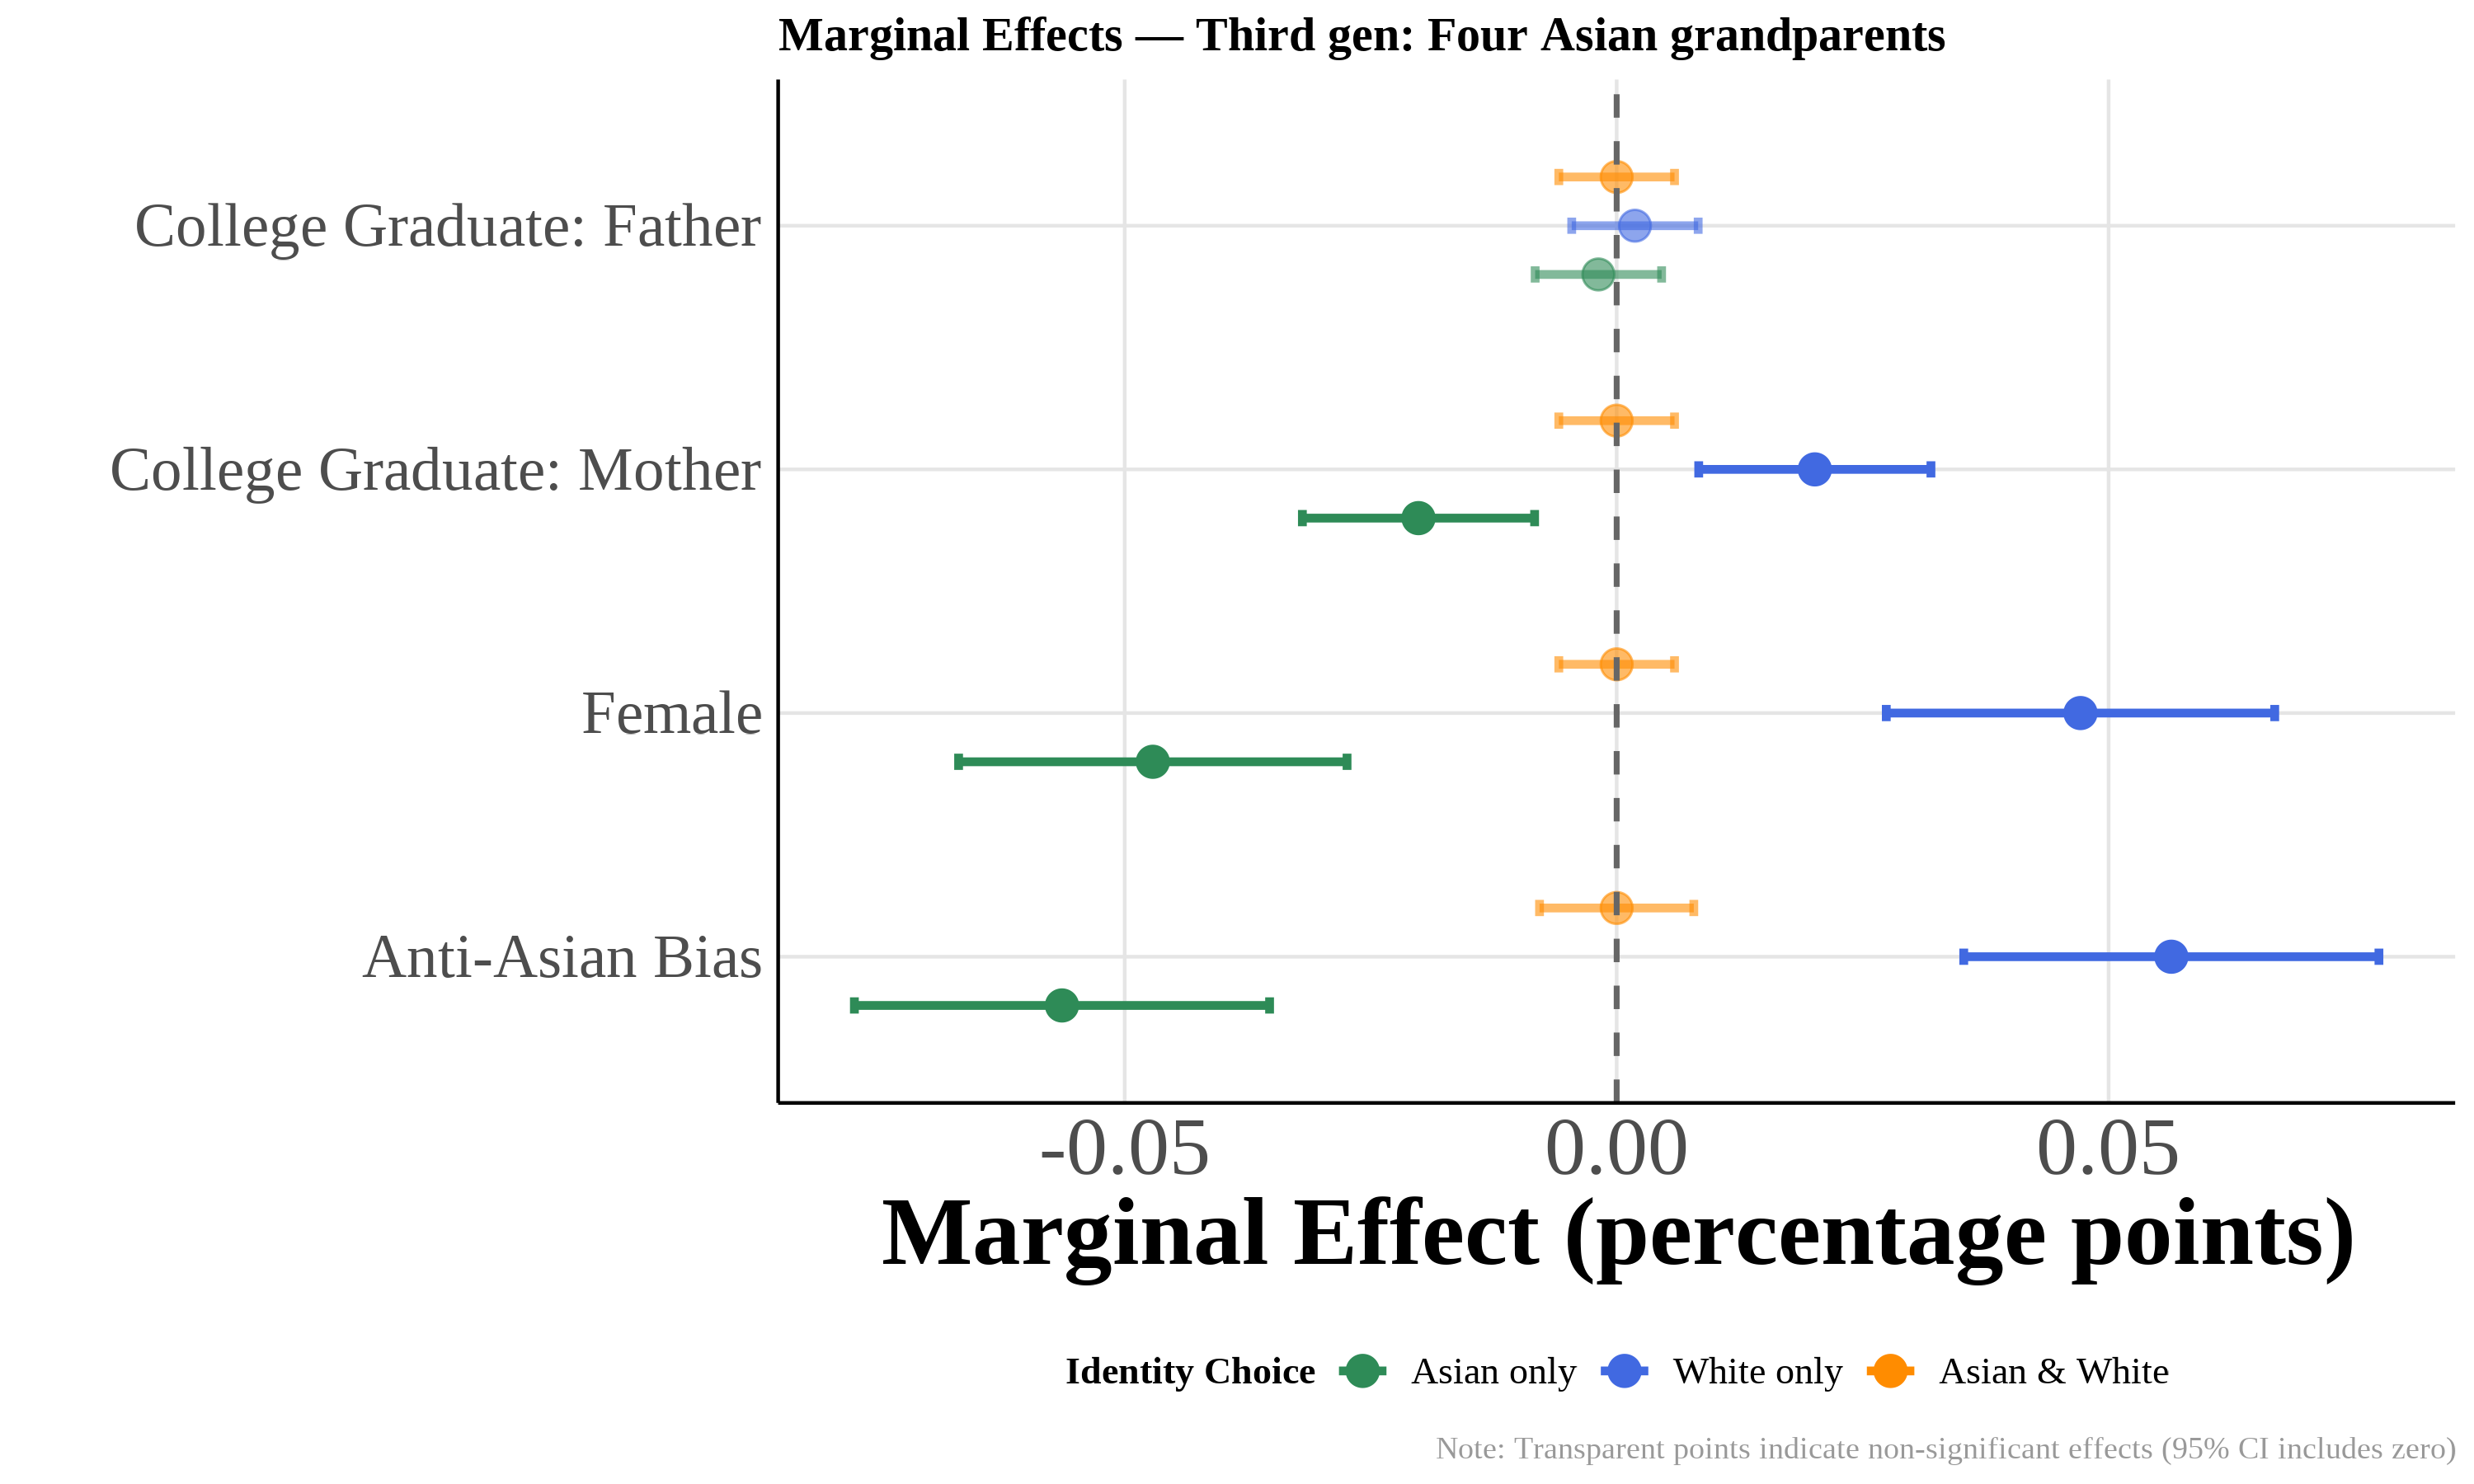 Marginal Effects — Third gen: Four Asian grandparents
College Graduate: Father
College Graduate: Mother
Female
Anti-Asian Bias
-0.05 0.00 0.05
Marginal Effect (percentage points)
Identity Choice Asian only White only Asian & White
Note: Transparent points indicate non-significant effects (95% CI includes zero)